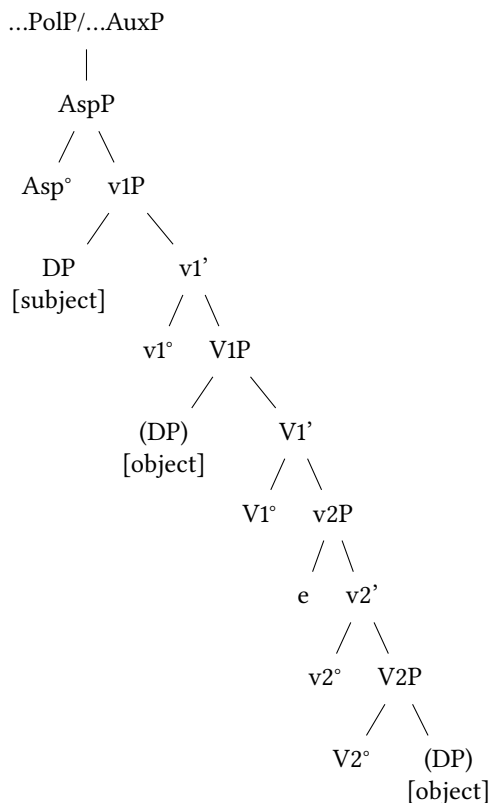 ...PolP/...AuxP
AspP
Asp° v1P
DP v1’
[subject]
v1° V1P
(DP) V1’
[object]
V1° v2P
e v2’
v2° V2P
V2° (DP)
[object]